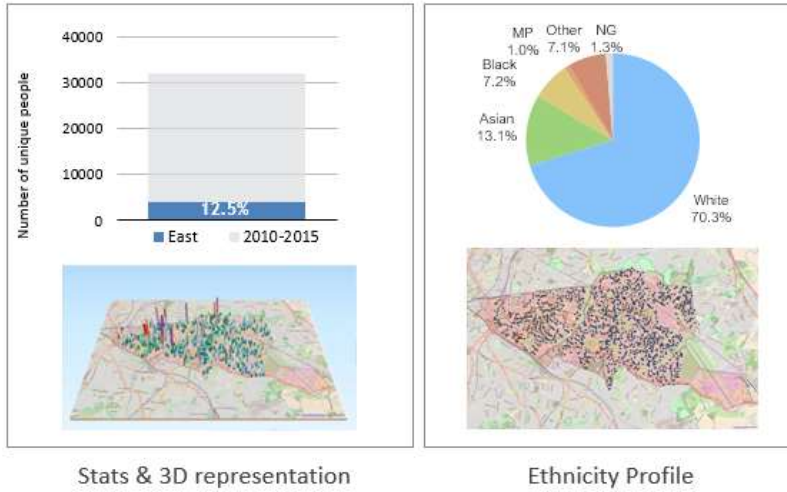 Number of unique people
40000
30000
20000
10000
0
12.5%
East
2010-2015
MP
1.0%
Other
7.1%
NG
1.3%
Black
7.2%
Asian
13.1%
White
70.3%
Stats & 3D representation
Ethnicity Profile